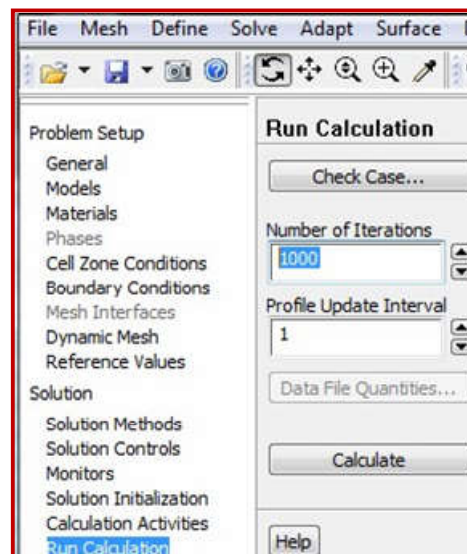 File Mesh Define Solve Adapt Surface
Problem Setup
General
Models
Materials
Phases
Cell Zone Conditions
Boundary Conditions
Mesh Interfaces
Dynamic Mesh
Reference Values
Solution
Solution Methods
Solution Controls
Monitors
Solution Initialization
Calculation Activities
Run Calculation
Run Calculation
Check Case...
Number of Iterations
1000
Profile Update Interval
1
Data File Quantities...
Calculate
Help